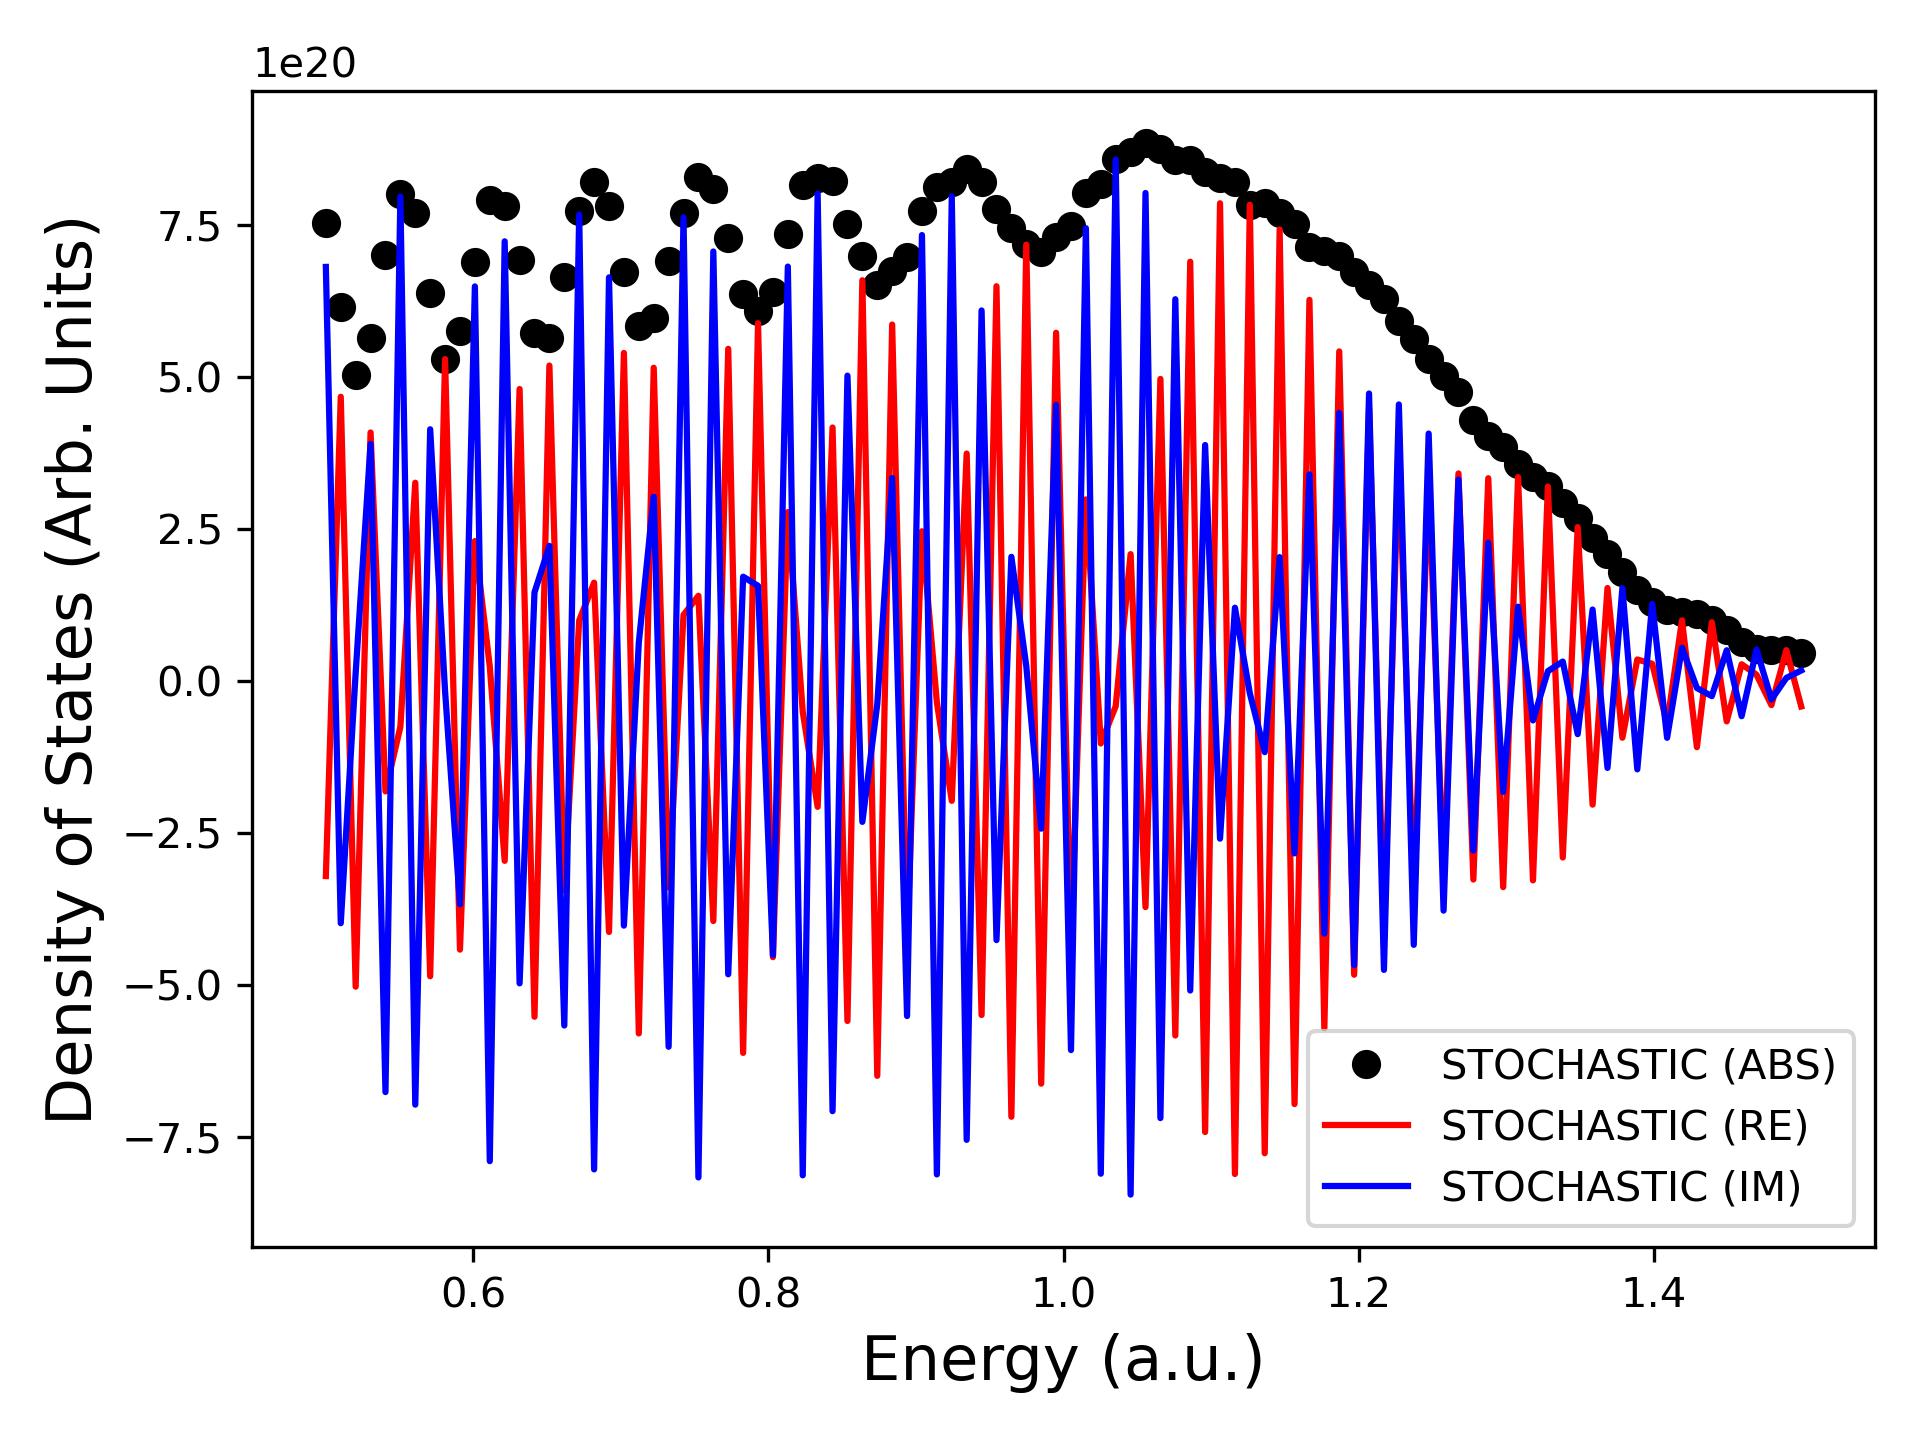 1e20
Density of States (Arb. Units)
7.5
5.0
2.5
0.0
−2.5
−5.0
−7.5
STOCHASTIC (ABS)
STOCHASTIC (RE)
STOCHASTIC (IM)
0.6 0.8 1.0 1.2 1.4
Energy (a.u.)